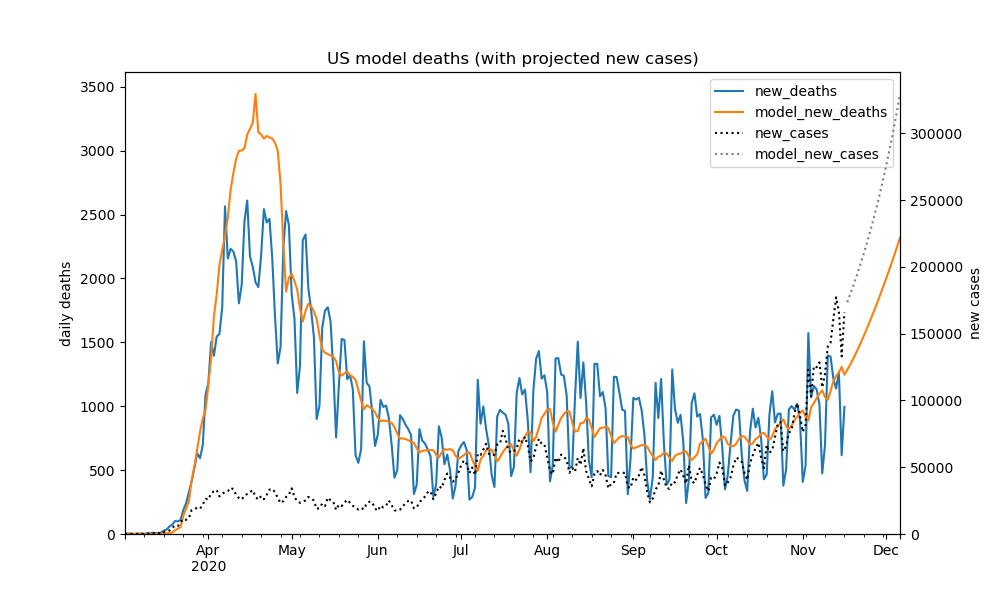 US model deaths (with projected new cases)
new_deaths
model_new_deaths
new_cases
model_new_cases
3500
3000
2500
2000
1500
1000
500
0
daily deaths
300000
250000
200000
150000
100000
50000
0
new cases
Apr May Jun Jul Aug Sep Oct Nov Dec
2020